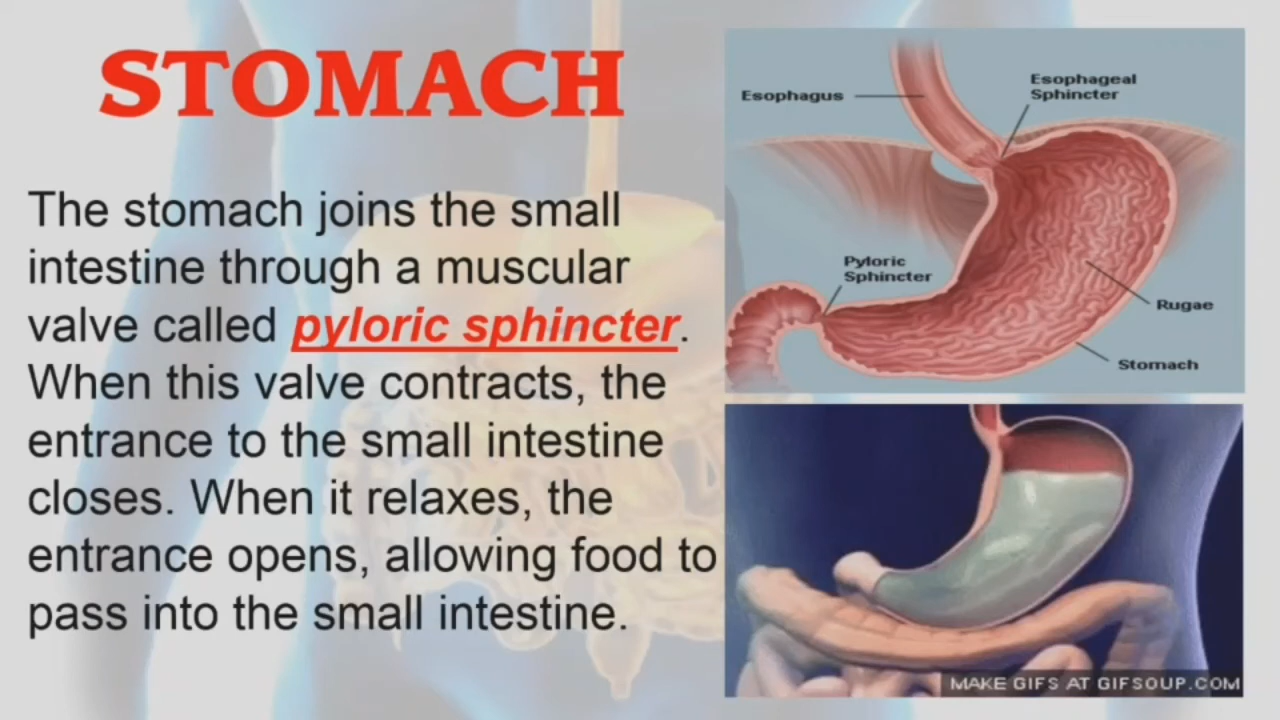 STOMACH
The stomach joins the small
intestine through a muscular
valve called pyloric sphincter.
When this valve contracts, the
entrance to the small intestine
closes. When it relaxes, the
entrance opens, allowing food to
pass into the small intestine.
Esophagus
Esophageal
Sphincter
Pyloric
Sphincter
Rugae
Stomach
MAKE GIFS AT GIFSOUP.COM